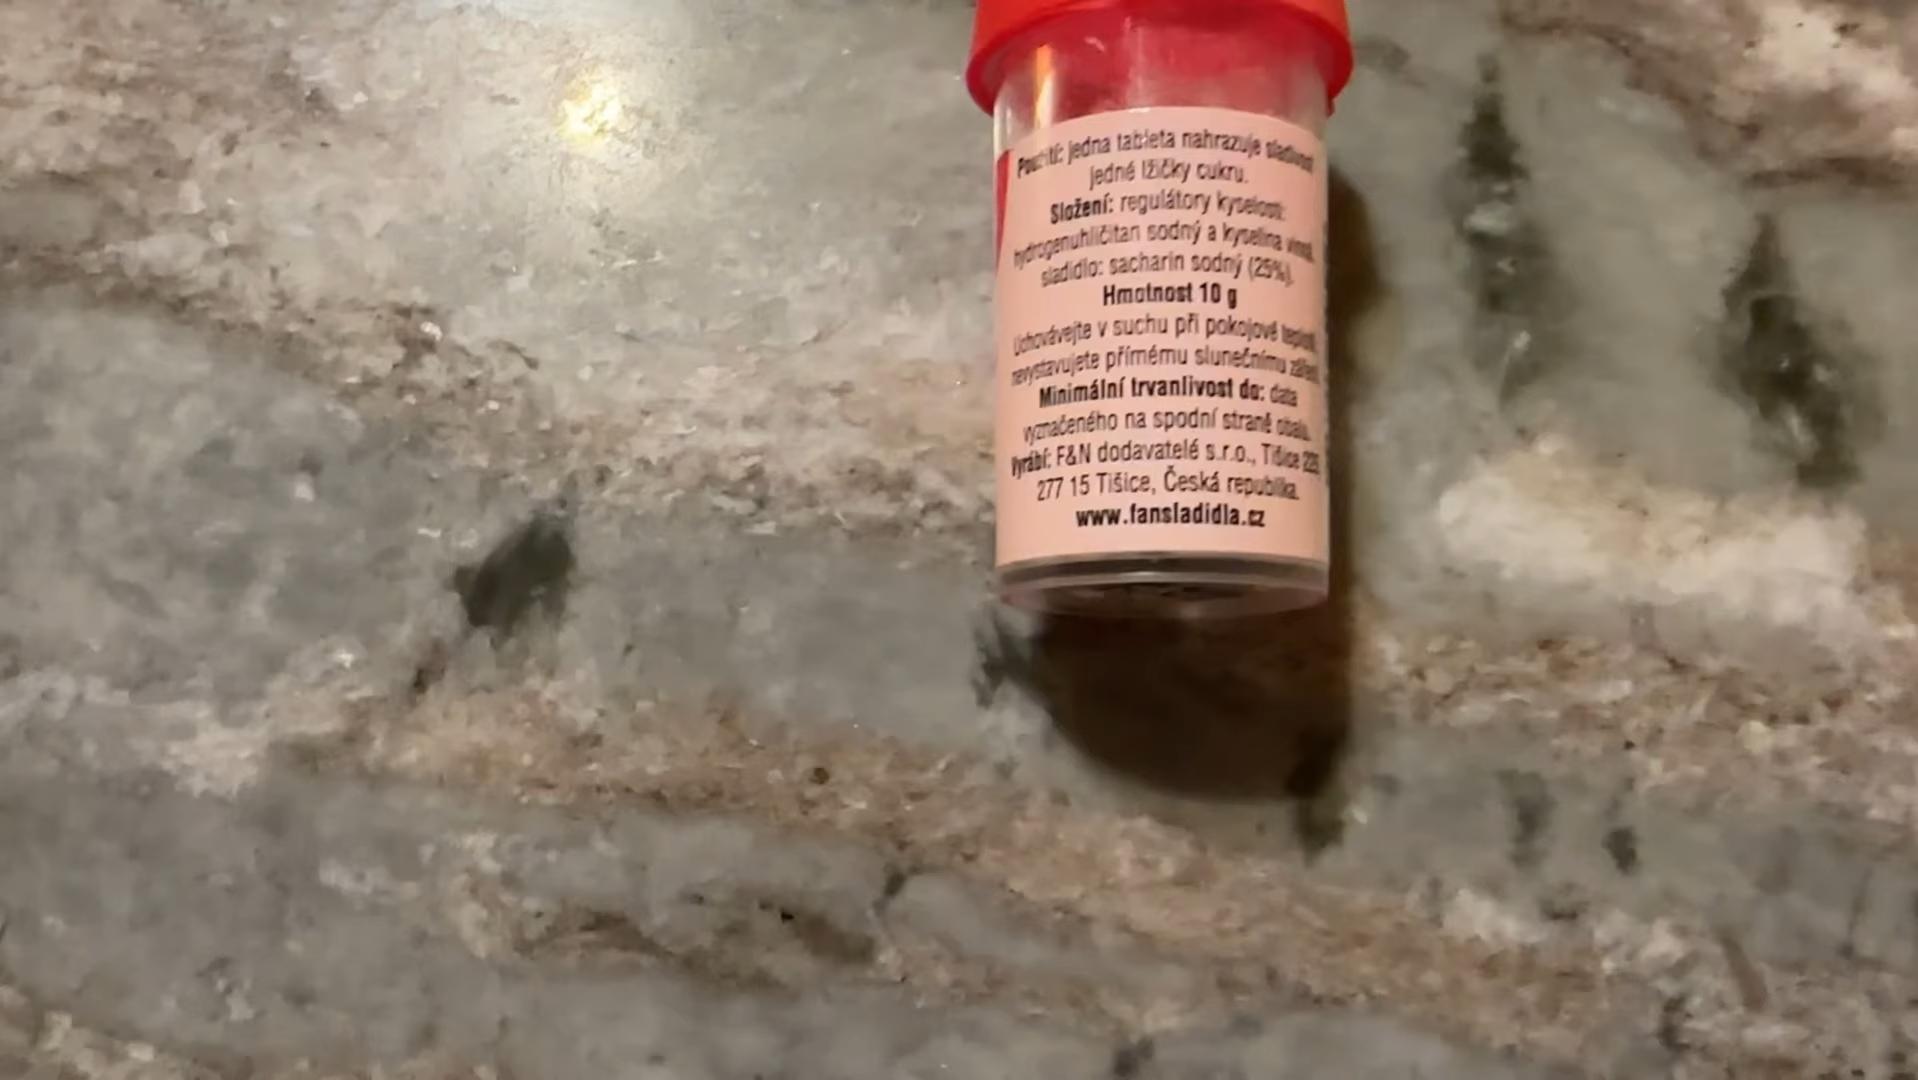 Použití: jedna tableta nahrazuje sladivost
jedné lžičky cukru.
Složení: regulátory kyselosti:
hydrogenuhličitan sodný a kyselina vinná,
sladidlo: sacharin sodný (25%).
Hmotnost 10 g
Uchovávejte v suchu při pokojové teplotě,
nevystavujete přímému slunečnímu záření.
Minimální trvanlivost do: data
vyznačeného na spodní straně obalu.
Vyrábí: F&N dodavatelé s.r.o., Tišice
277 15 Tišice, Česká republika.
www.fansladidla.cz